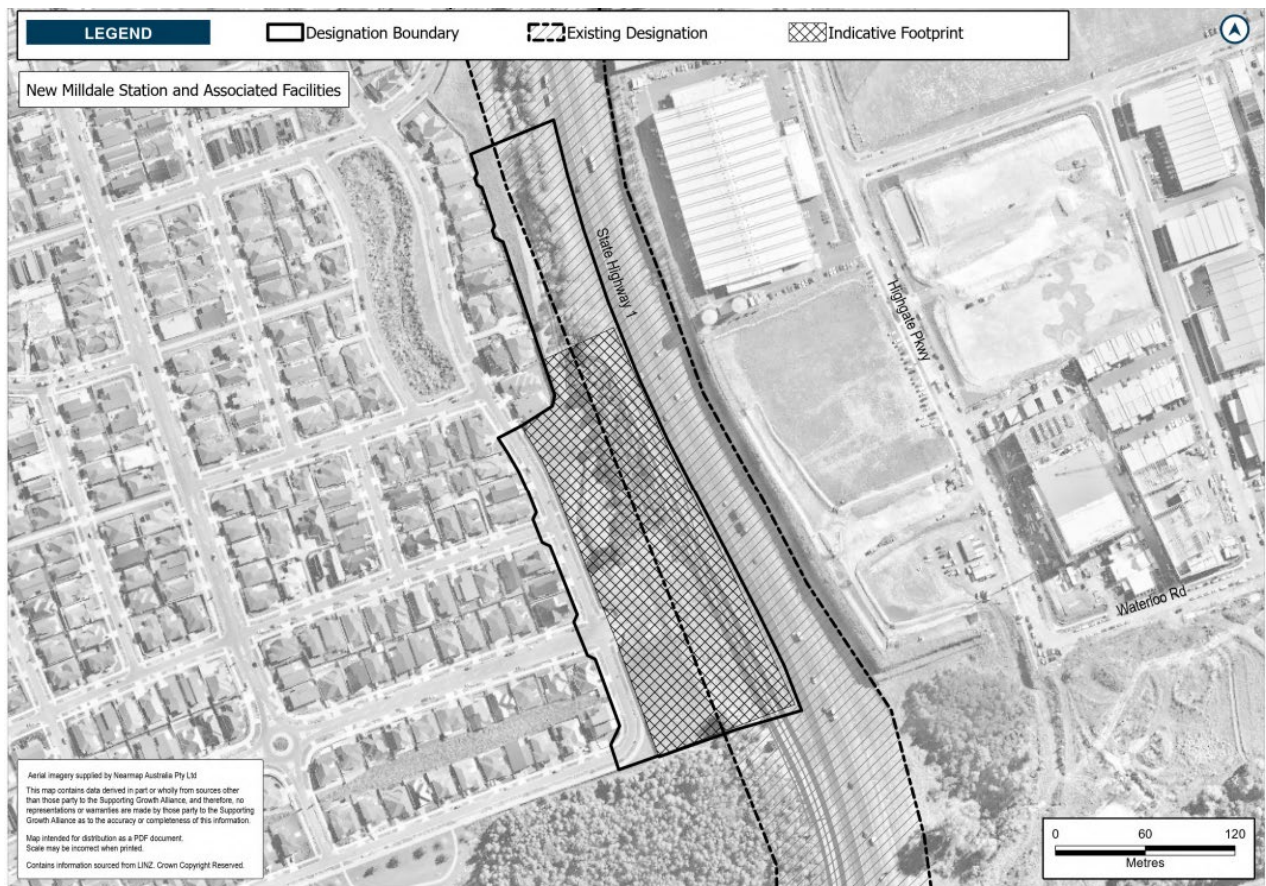 LEGEND
Designation Boundary
Existing Designation
Indicative Footprint
New Milldale Station and Associated Facilities
State Highway 1
Highgate Pkwy
Waterloo Rd
Aerial imagery supplied by Nearmap Australia Pty Ltd
This map contains data derived in part or wholly from sources other
than those party to the Supporting Growth Alliance, and therefore, no
representations or warranties are made by those party to the Supporting
Growth Alliance as to the accuracy or completeness of this information.
Map intended for distribution as a PDF document.
Scale may be incorrect when printed.
Contains information sourced from LINZ. Crown Copyright Reserved.
0 60 120
Metres